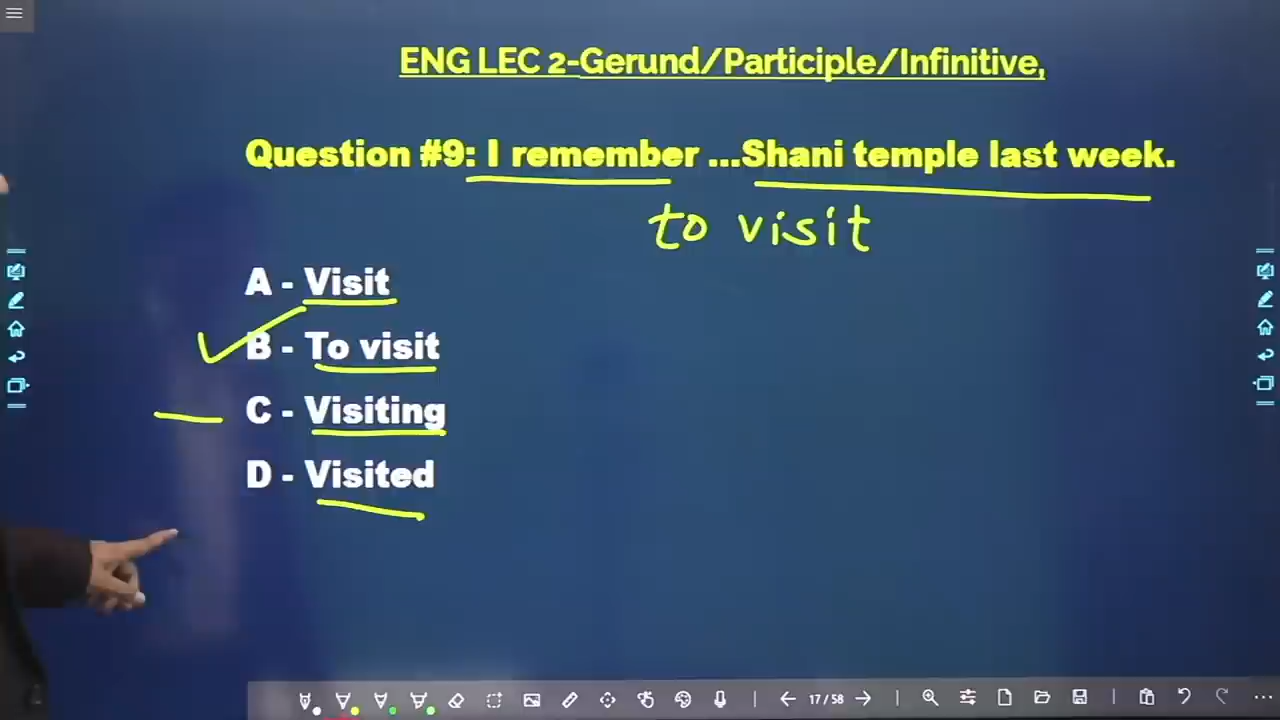 ENG LEC 2-Gerund/Participle/Infinitive,
Question #9: I remember ...Shani temple last week.
to visit
A - Visit
B - To visit
C - Visiting
D - Visited
17/58